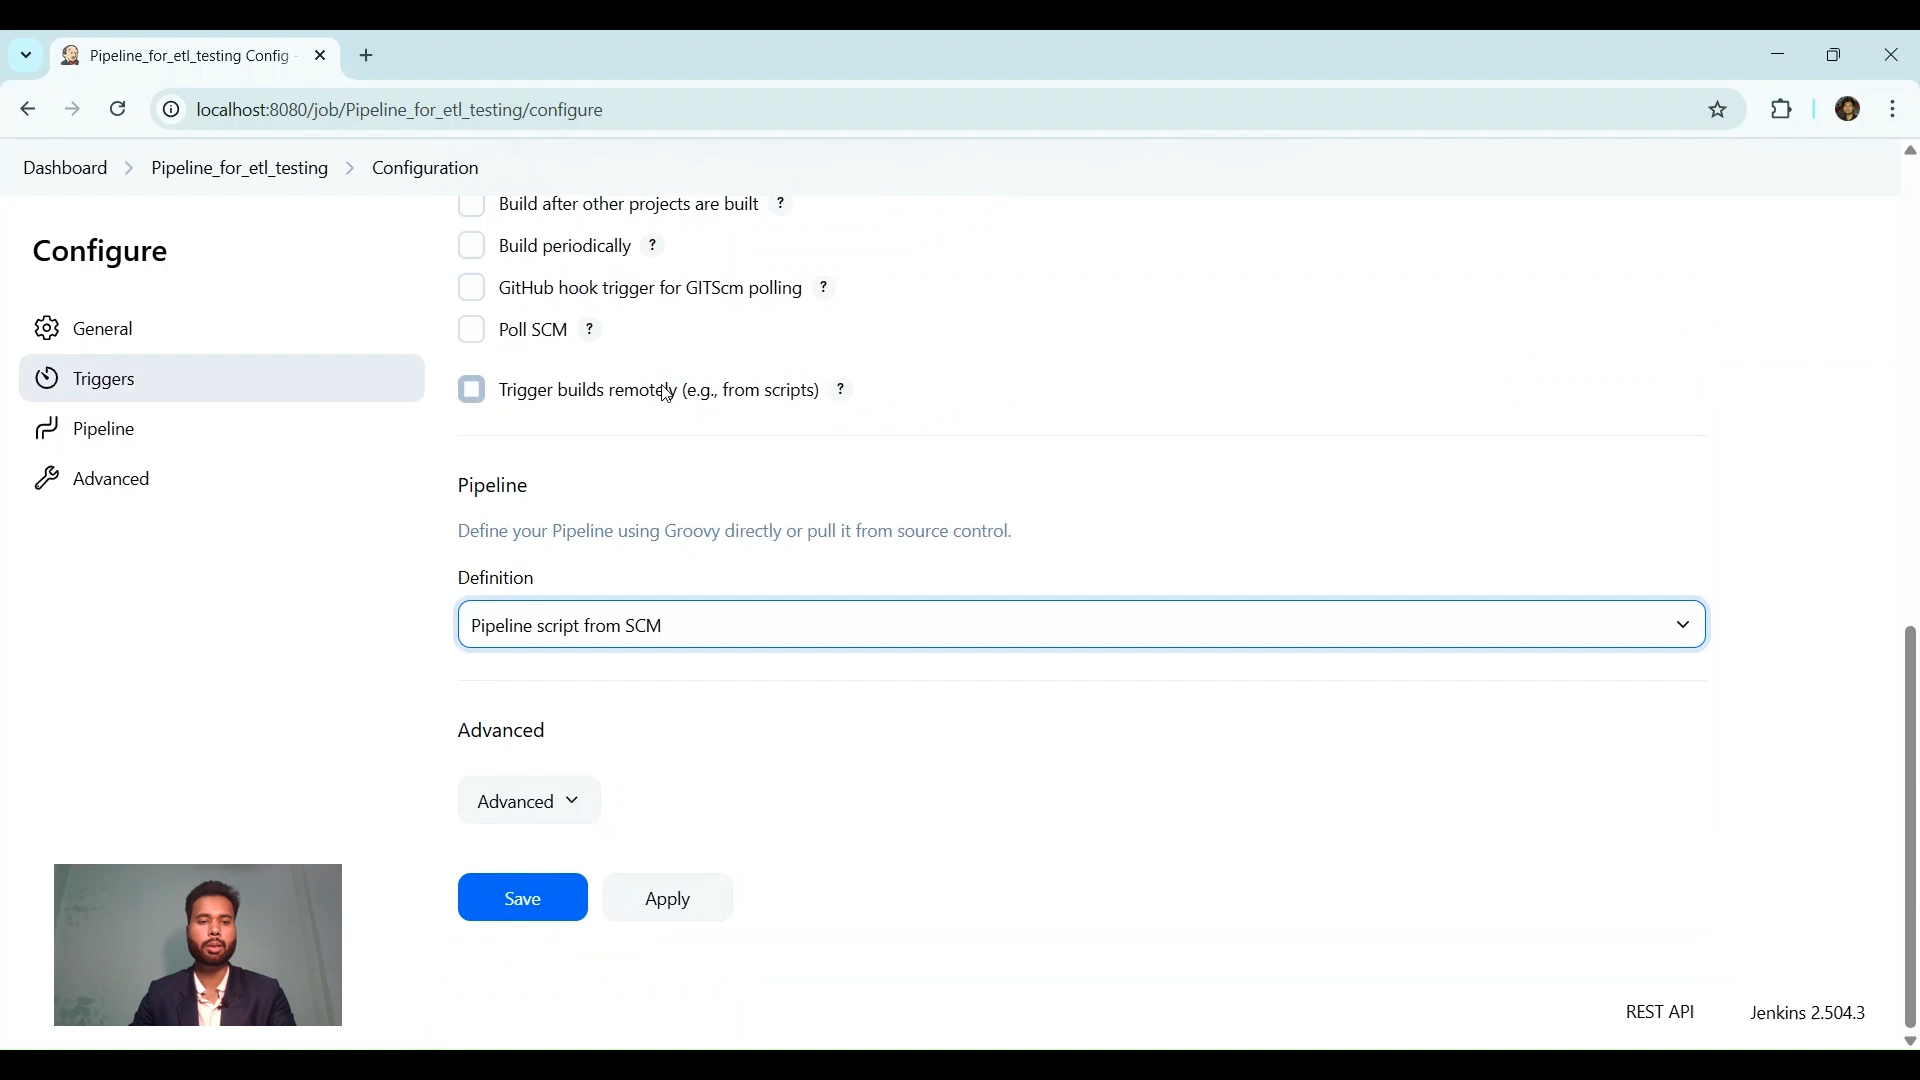 Pipeline_for_etl_testing Config -
localhost:8080/job/Pipeline_for_etl_testing/configure
Dashboard > Pipeline_for_etl_testing > Configuration
Configure
General
Triggers
Pipeline
Advanced
Build after other projects are built ?
Build periodically ?
GitHub hook trigger for GITScm polling ?
Poll SCM ?
Trigger builds remotely (e.g., from scripts) ?
Pipeline
Define your Pipeline using Groovy directly or pull it from source control.
Definition
Pipeline script from SCM
Advanced
Advanced
Save Apply
REST API Jenkins 2.504.3